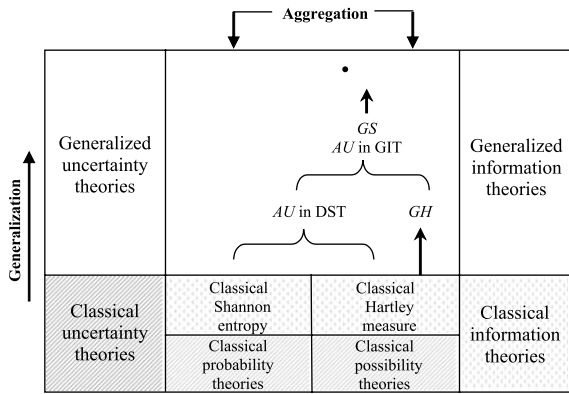 Aggregation
Generalization
Generalized
uncertainty
theories
GS
AU in GIT
AU in DST
GH
Generalized
information
theories
Classical
uncertainty
theories
Classical
Shannon
entropy
Classical
Hartley
measure
Classical
probability
theories
Classical
possibility
theories
Classical
information
theories